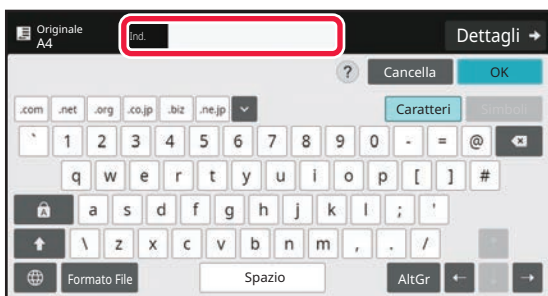 Originale
A4
Ind.
Dettagli →
? Cancella OK
.com .net .org .co.jp .biz .ne.jp Caratteri Simboli
` 1 2 3 4 5 6 7 8 9 0 - = @
q w e r t y u i o p [ ] #
A a s d f g h j k l ; '
\ z x c v b n m , . /
Formato File Spazio AltGr ← ↓ →